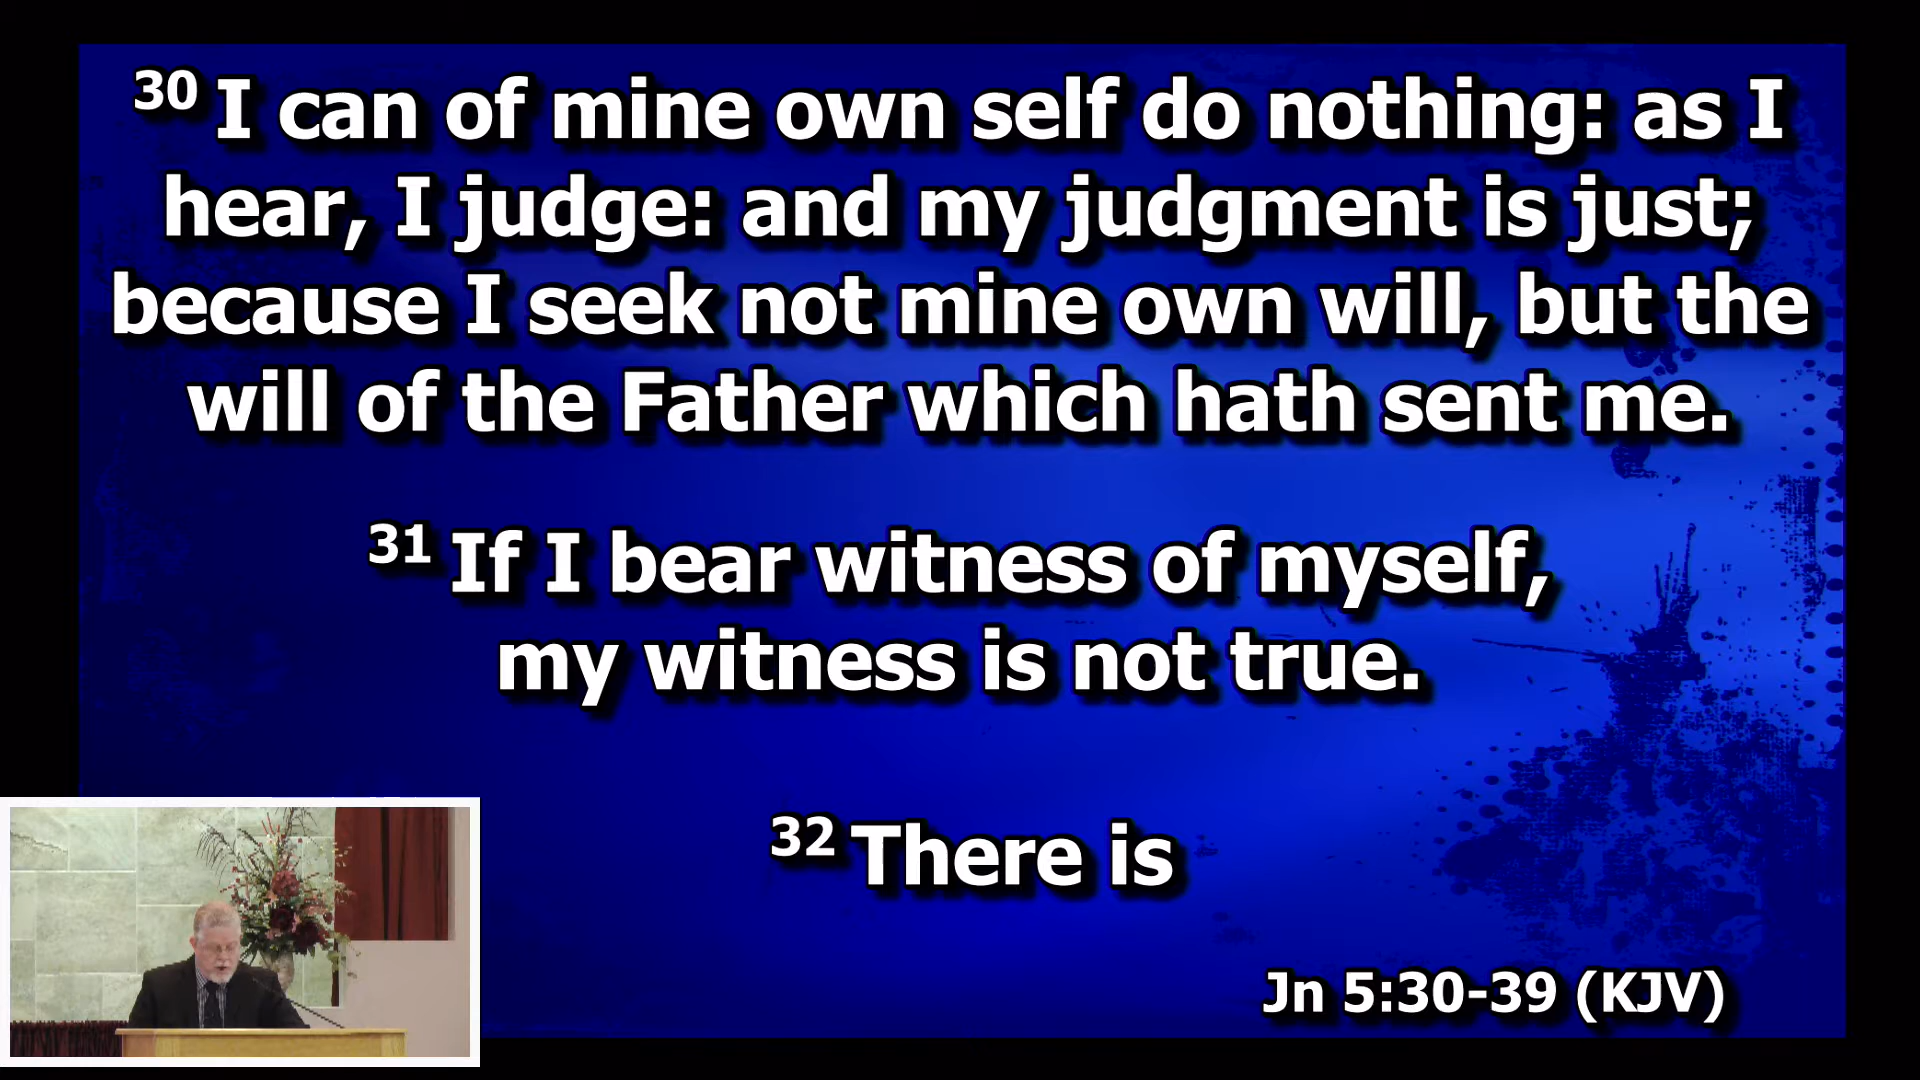 30 I can of mine own self do nothing: as I
hear, I judge: and my judgment is just;
because I seek not mine own will, but the
will of the Father which hath sent me.
31 If I bear witness of myself,
my witness is not true.
32 There is
Jn 5:30-39 (KJV)